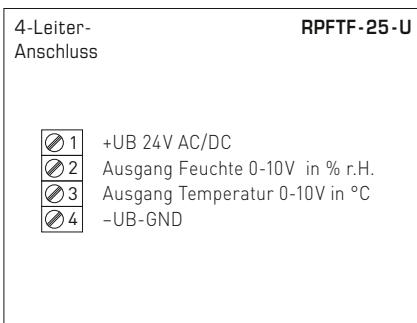 4-Leiter-
Anschluss
RPFTF-25-U
1 +UB 24V AC/DC
2 Ausgang Feuchte 0-10V in % r.H.
3 Ausgang Temperatur 0-10V in °C
4 –UB-GND